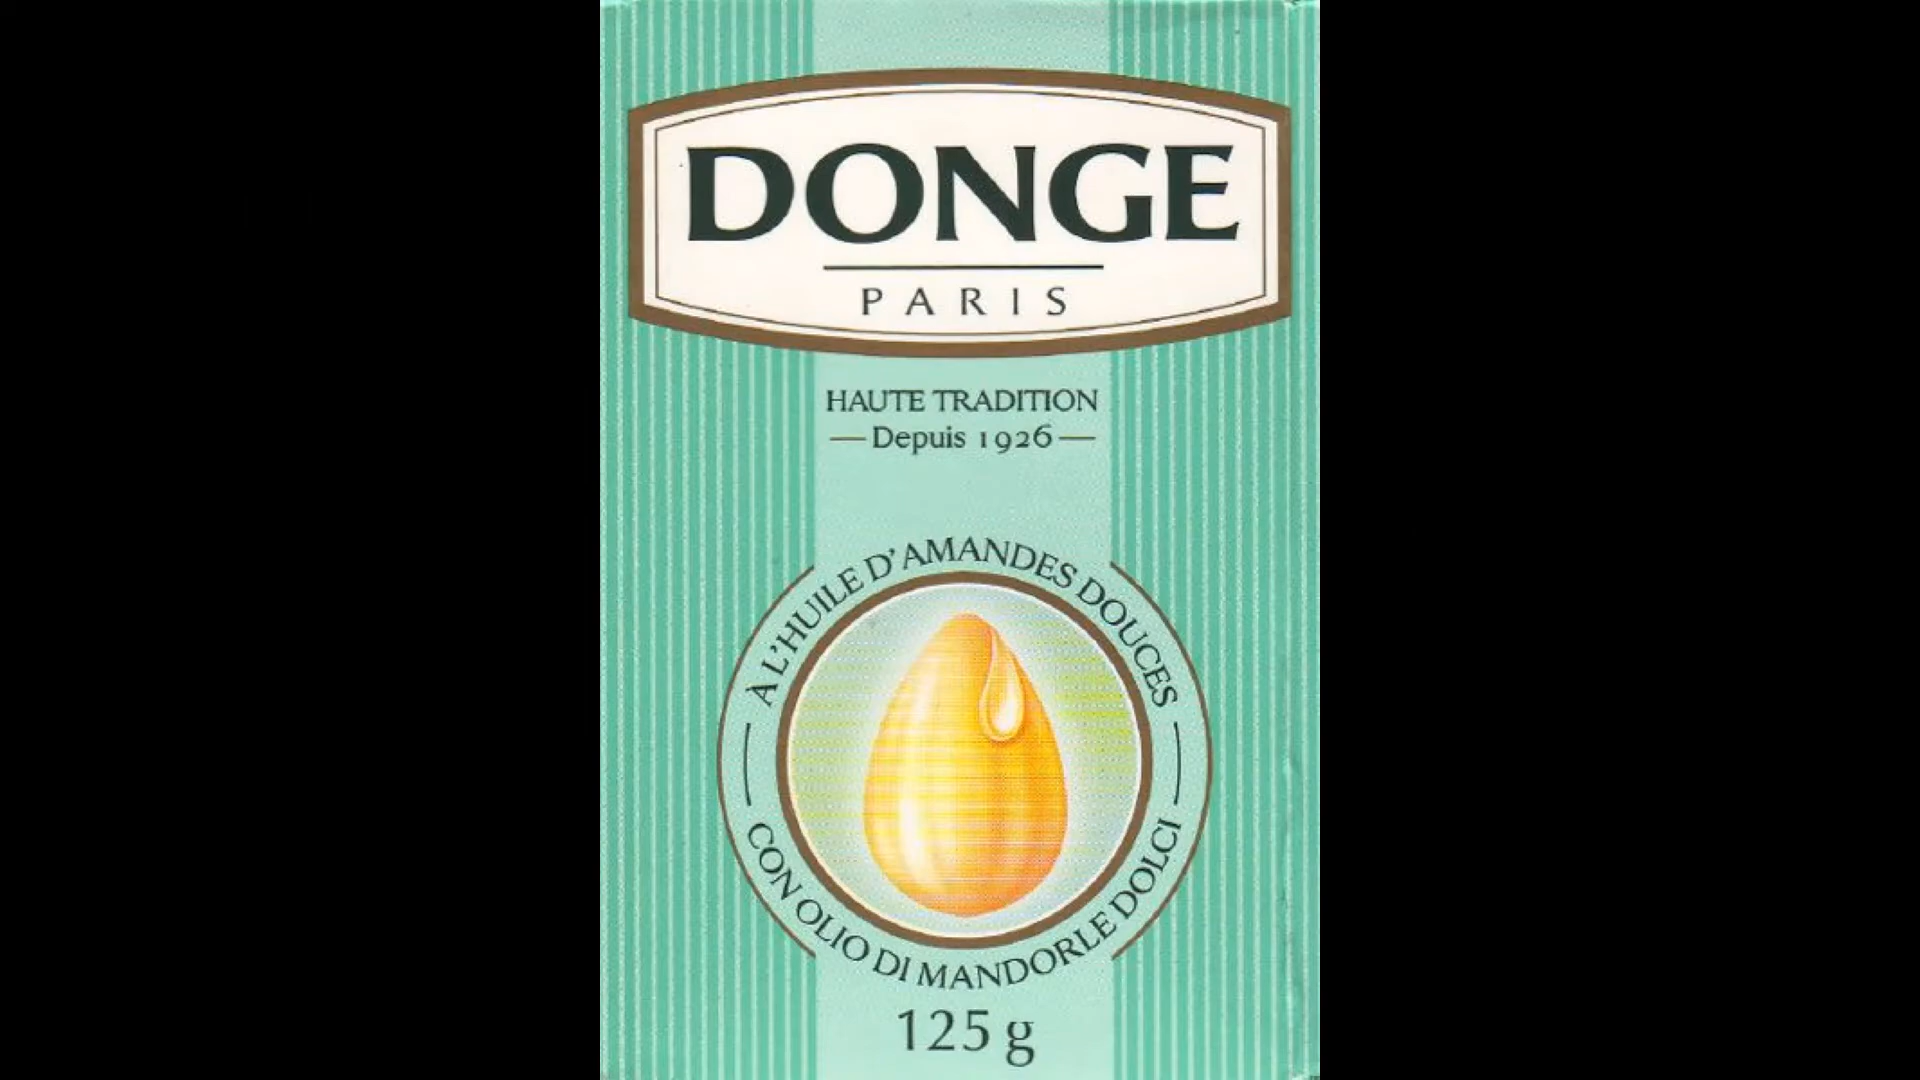 DONGE
PARIS
HAUTE TRADITION
Depuis 1926
À L'HUILE D'AMANDES DOUCES
CON OLIO DI MANDORLE DOLCI
125 g